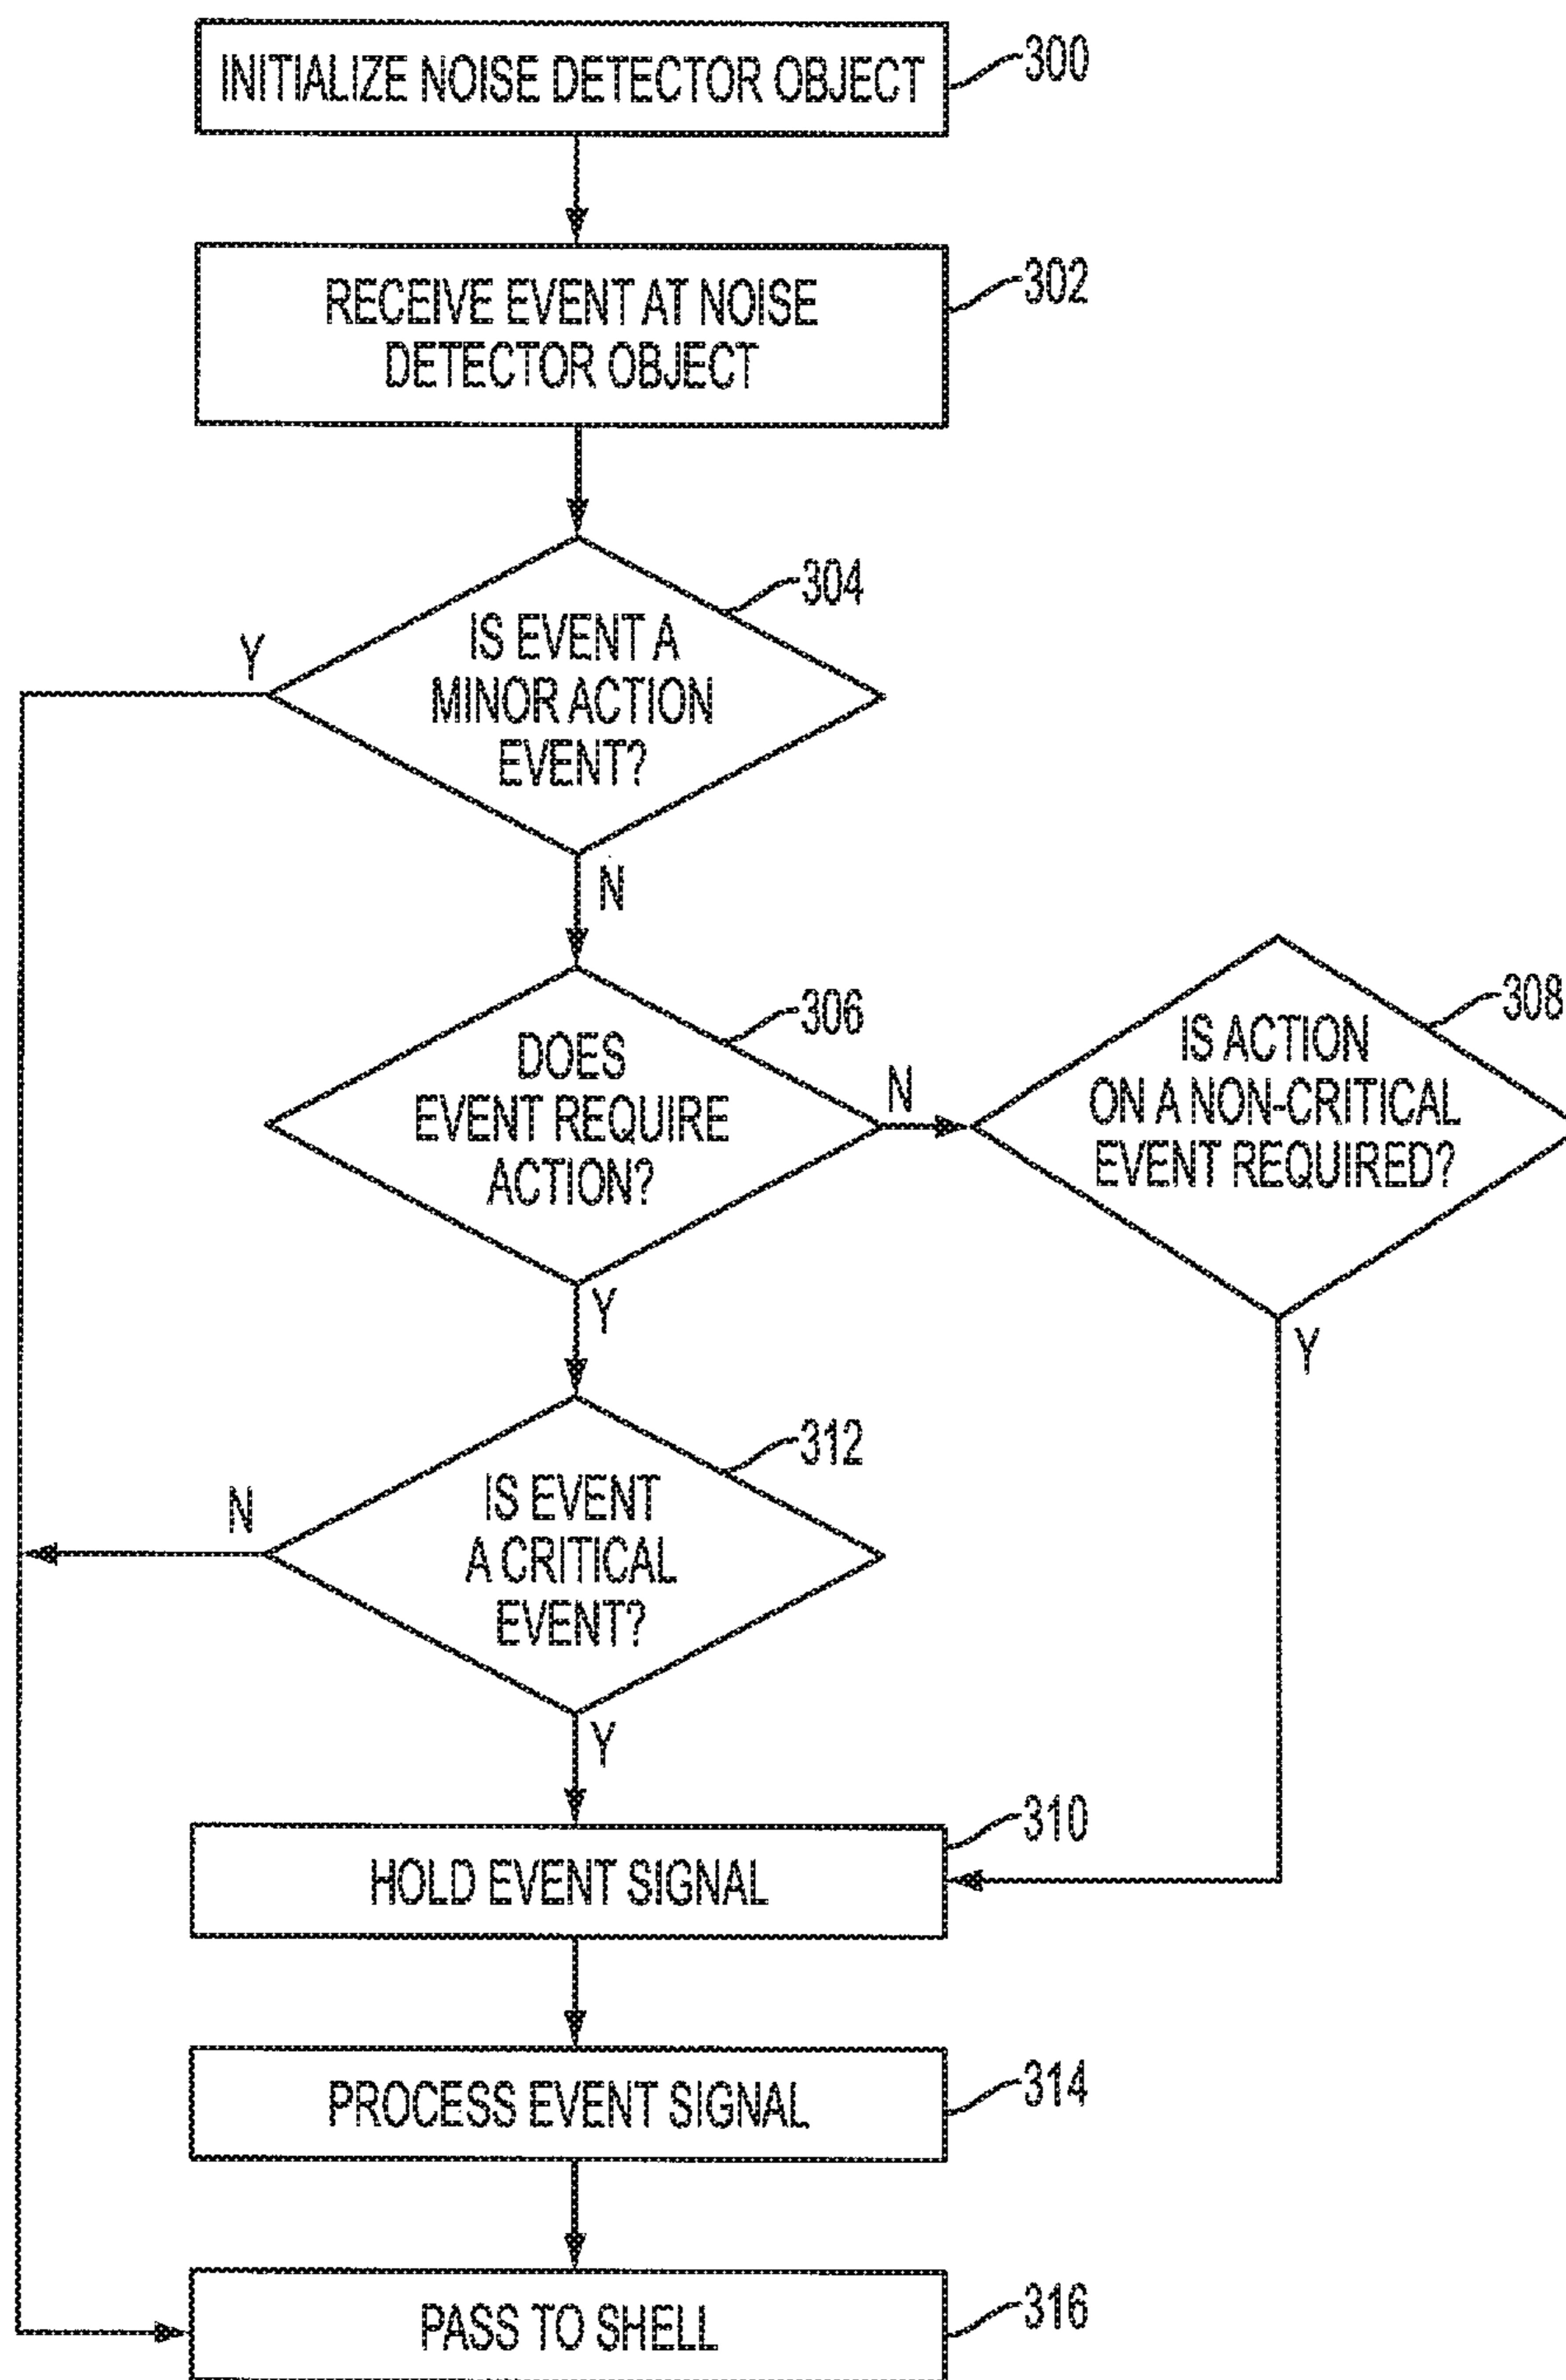 INITIALIZE NOISE DETECTOR OBJECT
300
RECEIVE EVENT AT NOISE
DETECTOR OBJECT
302
304
IS EVENT A
MINOR ACTION
EVENT?
Y
N
306
DOES
EVENT REQUIRE
ACTION?
N
Y
308
IS ACTION
ON A NON-CRITICAL
EVENT REQUIRED?
Y
312
IS EVENT
A CRITICAL
EVENT?
N
Y
310
HOLD EVENT SIGNAL
PROCESS EVENT SIGNAL
314
PASS TO SHELL
316